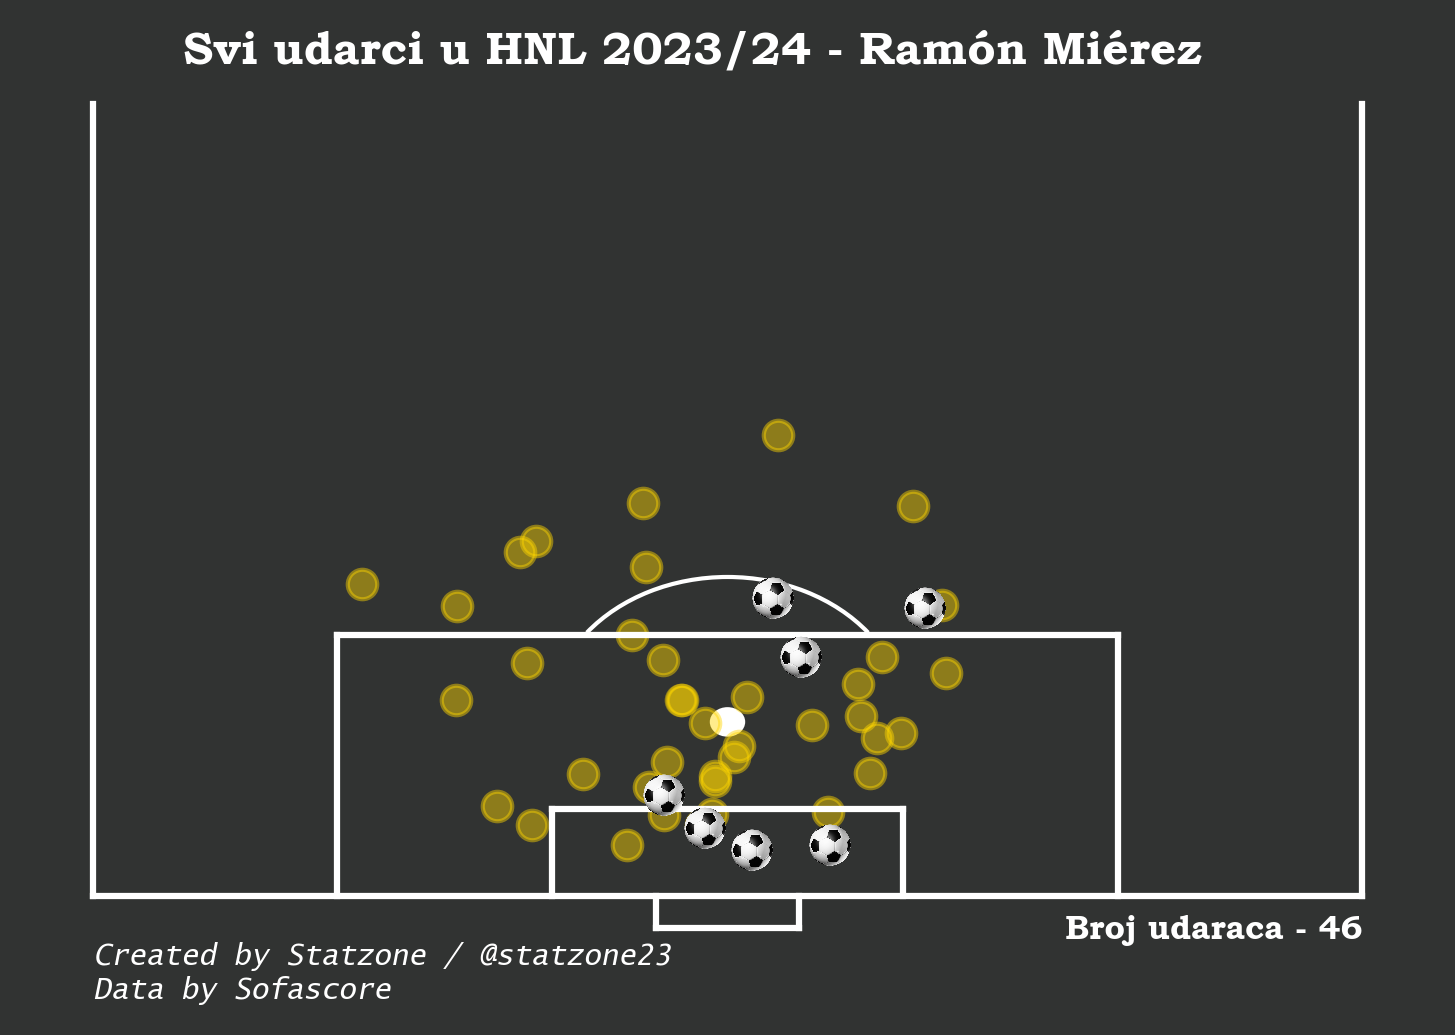 Svi udarci u HNL 2023/24 - Ramón Miérez
Broj udaraca - 46
Created by Statzone / @statzone23
Data by Sofascore